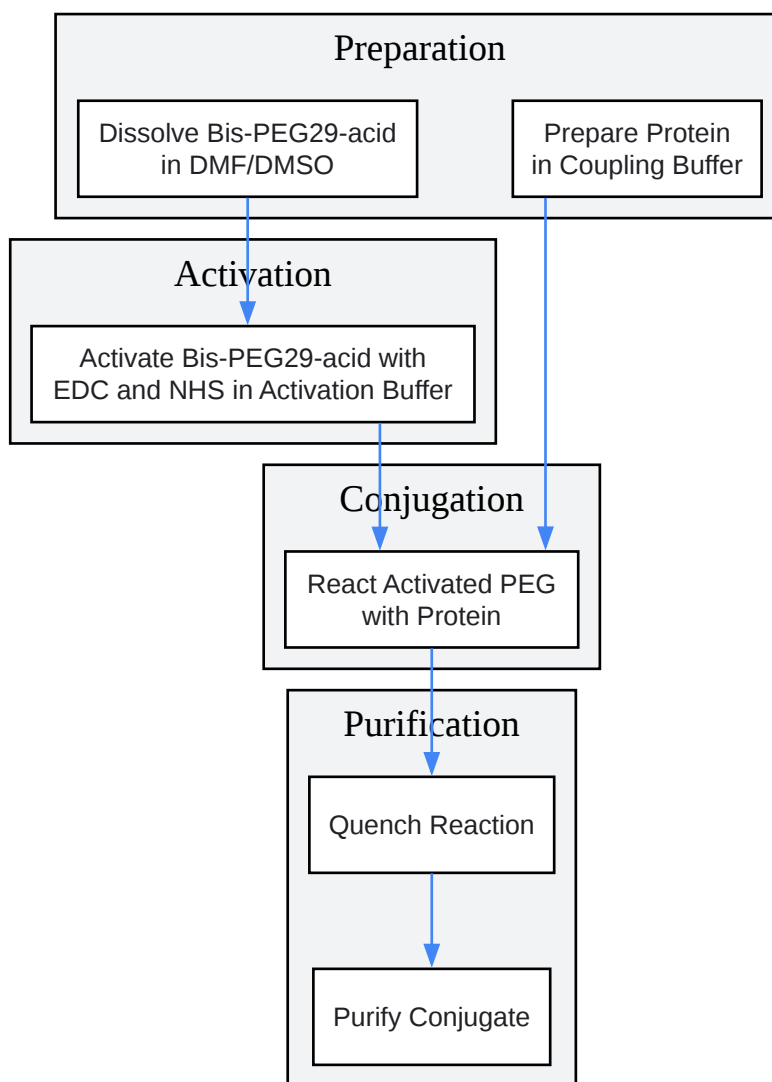 Preparation
Dissolve Bis-PEG29-acid
in DMF/DMSO
Prepare Protein
in Coupling Buffer
Activation
Activate Bis-PEG29-acid with
EDC and NHS in Activation Buffer
Conjugation
React Activated PEG
with Protein
Purification
Quench Reaction
Purify Conjugate